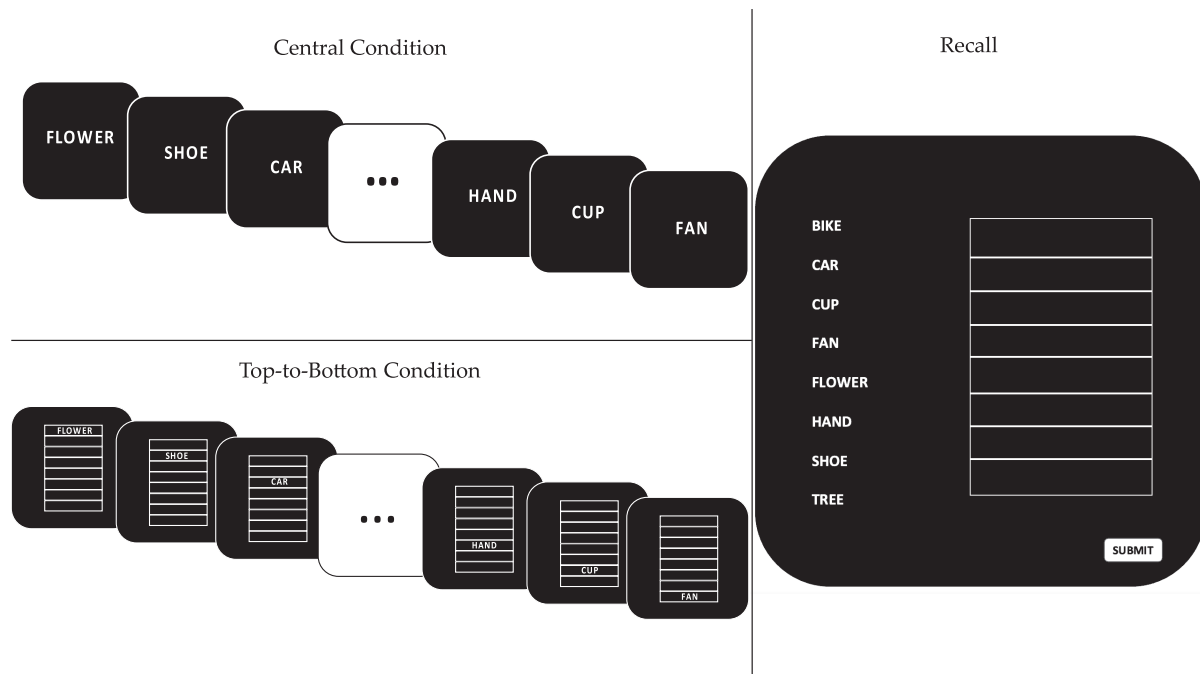 Central Condition
FLOWER
SHOE
CAR
...
HAND
CUP
FAN
Top-to-Bottom Condition
FLOWER
SHOE
CAR
...
HAND
CUP
FAN
Recall
BIKE
CAR
CUP
FAN
FLOWER
HAND
SHOE
TREE
SUBMIT